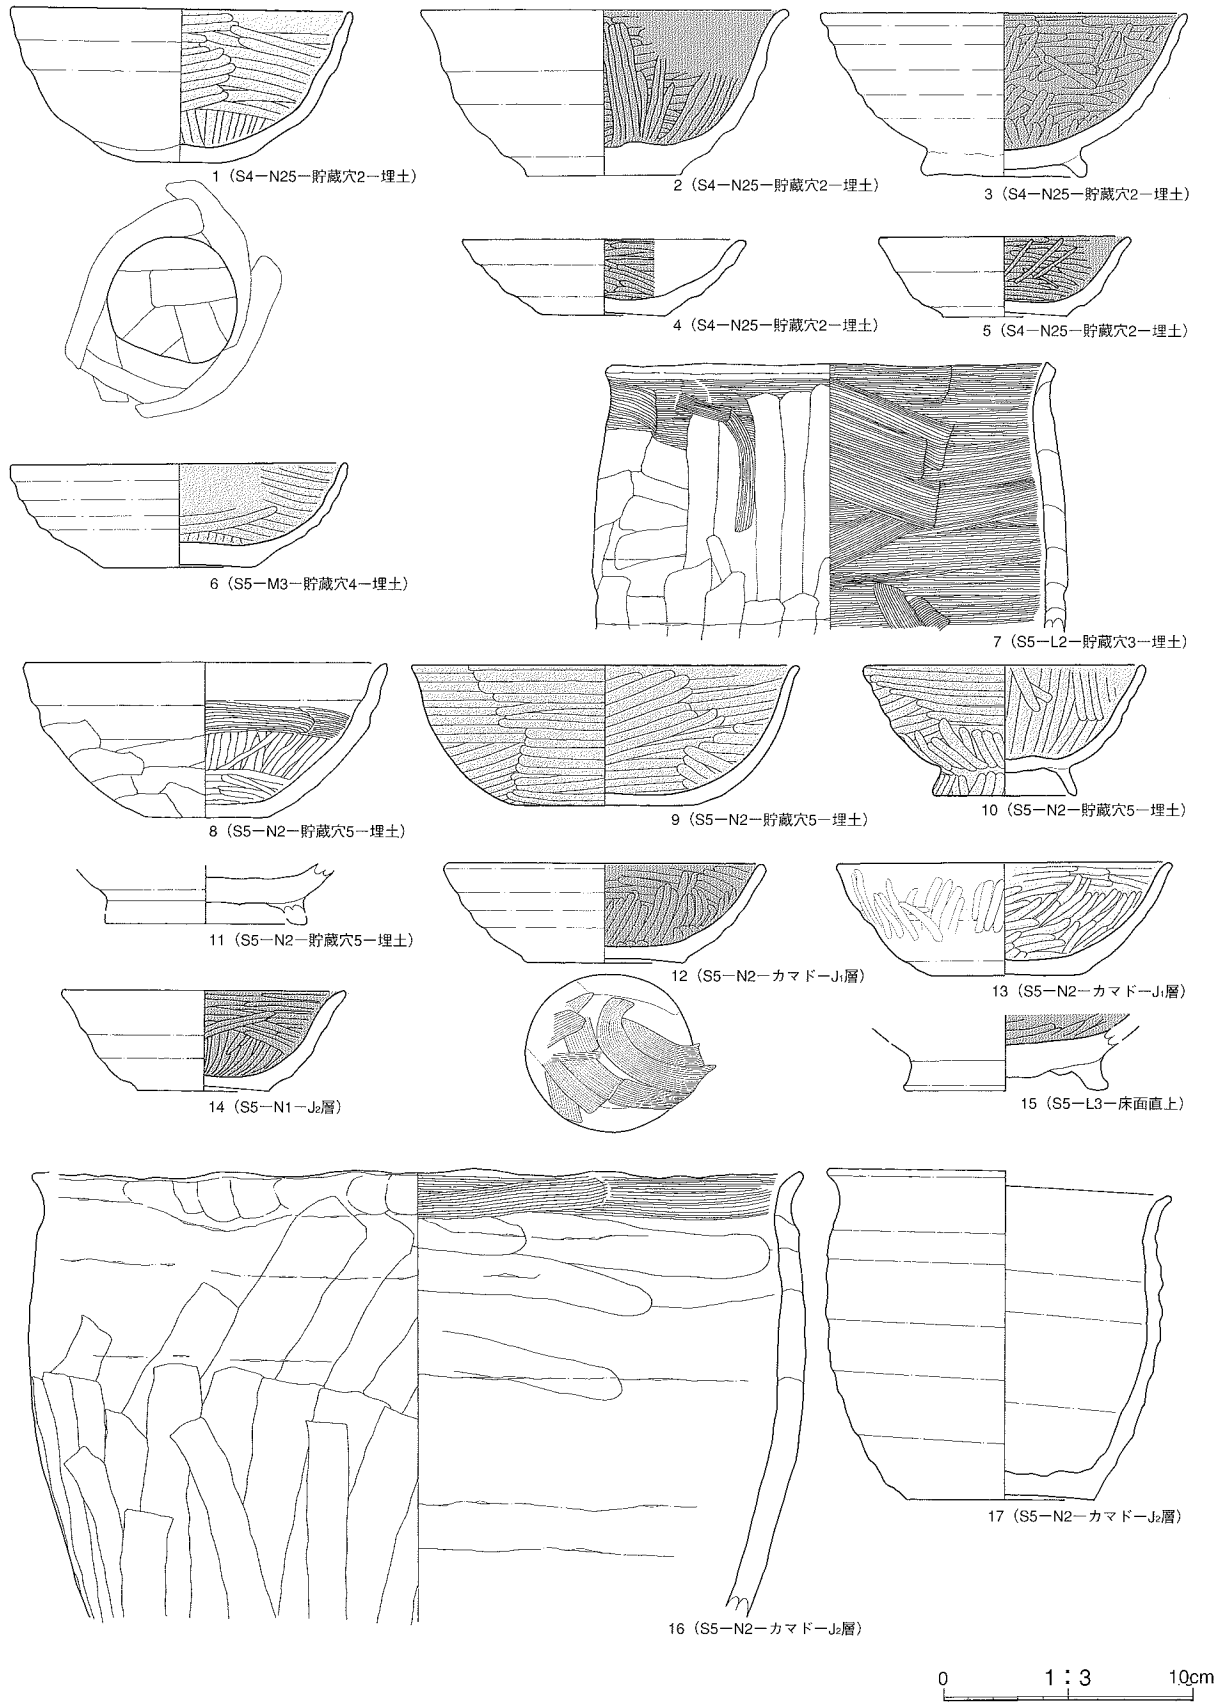 1（S4－N25－貯蔵穴2－埋土）
2（S4－N25－貯蔵穴2－埋土）
3（S4－N25－貯蔵穴2－埋土）
4（S4－N25－貯蔵穴2－埋土）
5（S4－N25－貯蔵穴2－埋土）
6（S5－M3－貯蔵穴4－埋土）
7（S5－L2－貯蔵穴3－埋土）
8（S5－N2－貯蔵穴5－埋土）
9（S5－N2－貯蔵穴5－埋土）
10（S5－N2－貯蔵穴5－埋土）
11（S5－N2－貯蔵穴5－埋土）
12（S5－N2－カマド－J₁層）
13（S5－N2－カマド－J₁層）
14（S5－N1－J₂層）
15（S5－L3－床面直上）
16（S5－N2－カマド－J₂層）
17（S5－N2－カマド－J₂層）
0 1：3 10cm